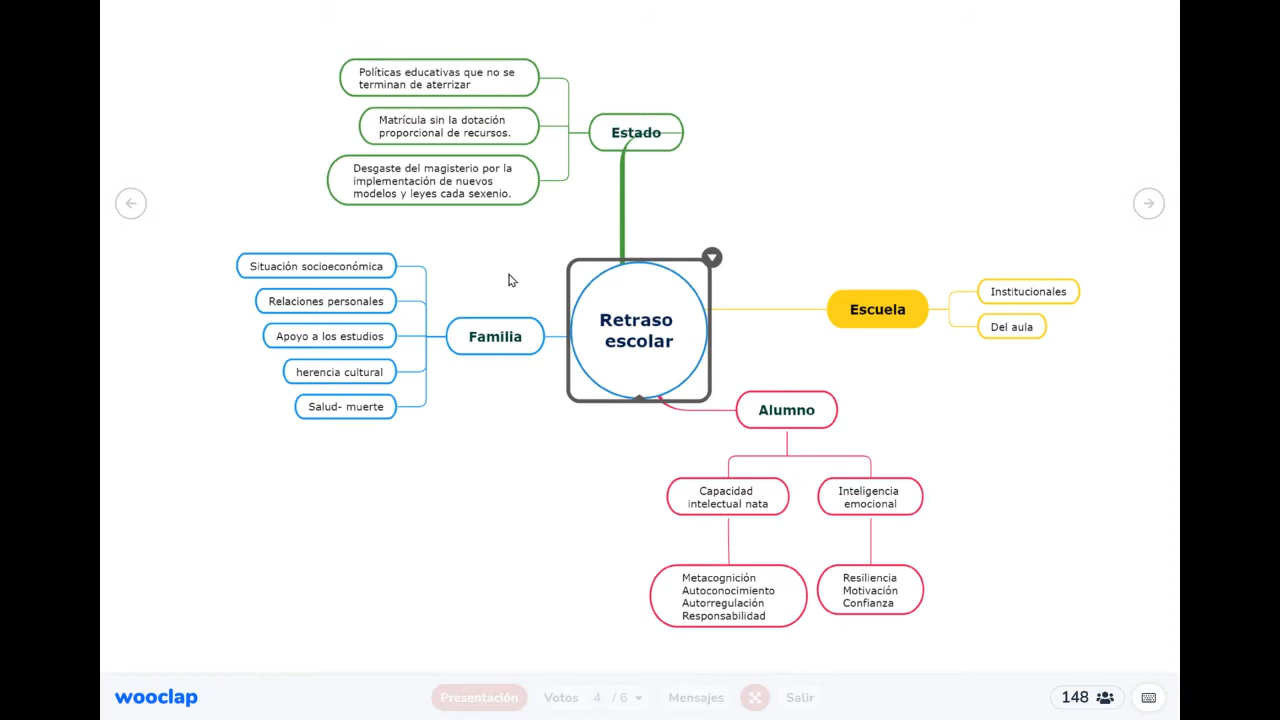 Políticas educativas que no se
terminan de aterrizar
Matrícula sin la dotación
proporcional de recursos.
Desgaste del magisterio por la
implementación de nuevos
modelos y leyes cada sexenio.
Estado
Situación socioeconómica
Relaciones personales
Apoyo a los estudios
herencia cultural
Salud- muerte
Familia
Retraso
escolar
Escuela
Institucionales
Del aula
Alumno
Capacidad
intelectual nata
Inteligencia
emocional
Metacognición
Autoconocimiento
Autorregulación
Responsabilidad
Resiliencia
Motivación
Confianza
wooclap
Presentación
Votos
4 / 6
Mensajes
Salir
148